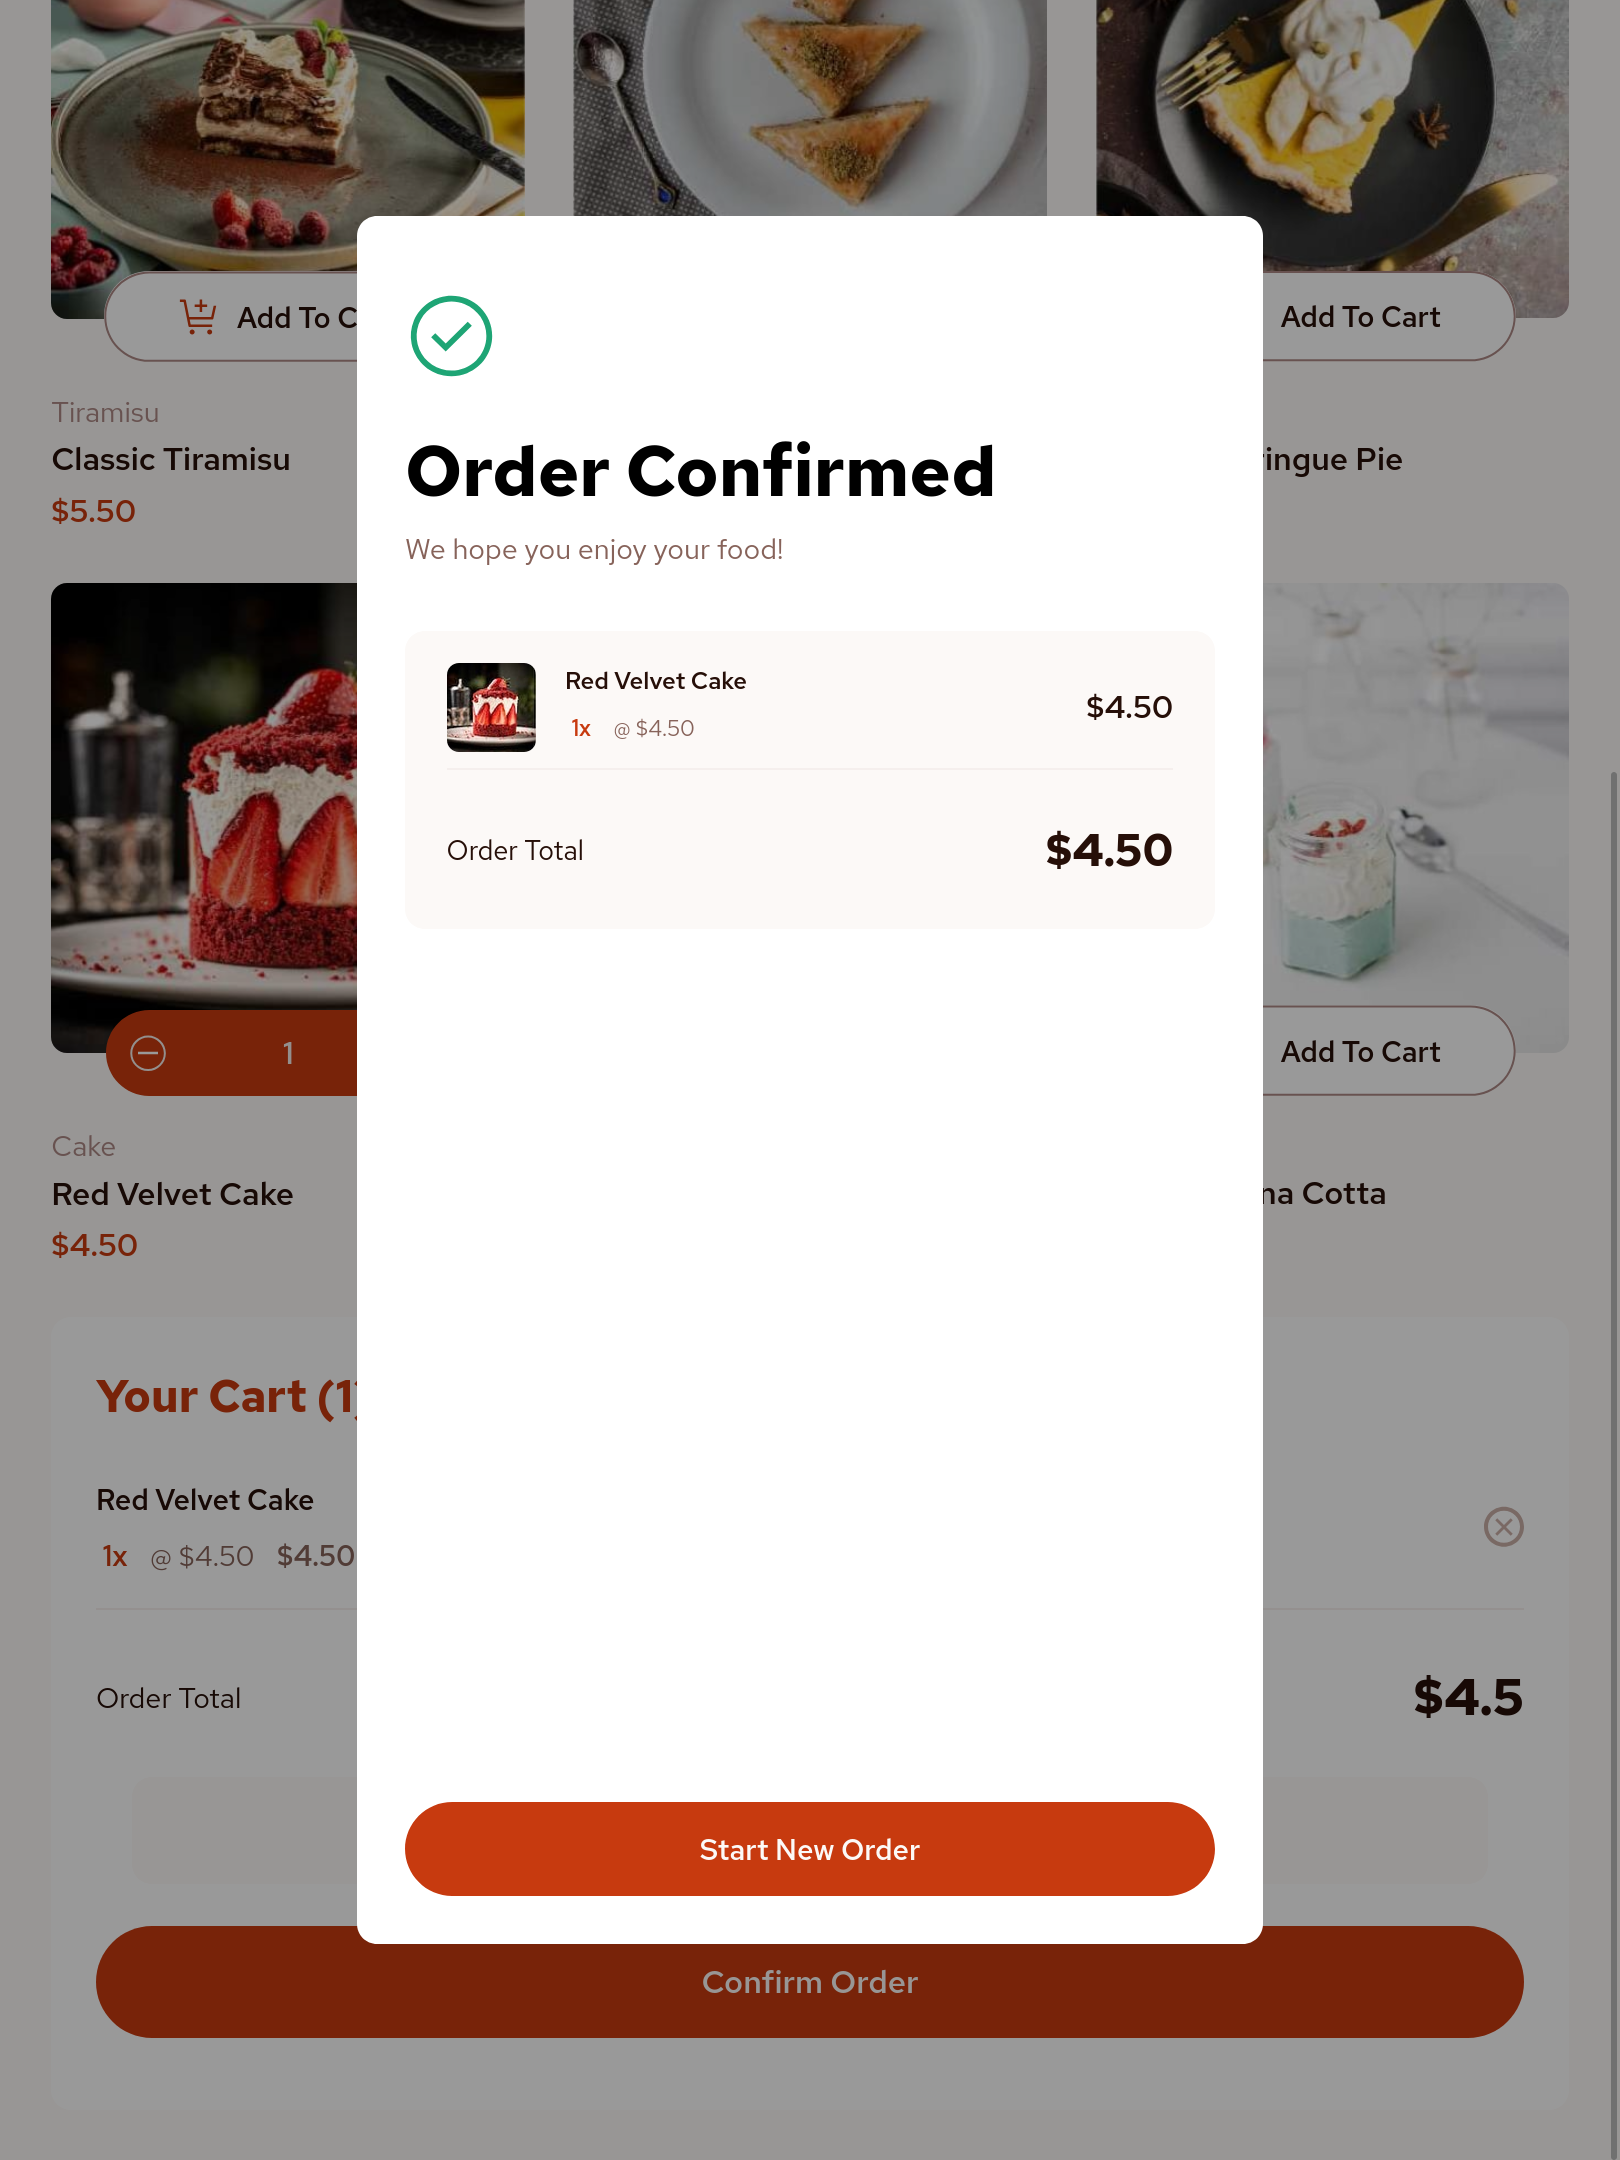 Add To C
Add To Cart
Tiramisu
Classic Tiramisu
ringue Pie
$5.50
Order Confirmed
We hope you enjoy your food!
Red Velvet Cake
1x @ $4.50
$4.50
Order Total
$4.50
1
Add To Cart
Cake
Red Velvet Cake
na Cotta
$4.50
Your Cart (1)
Red Velvet Cake
1x @ $4.50 $4.50
Order Total
$4.5
Start New Order
Confirm Order